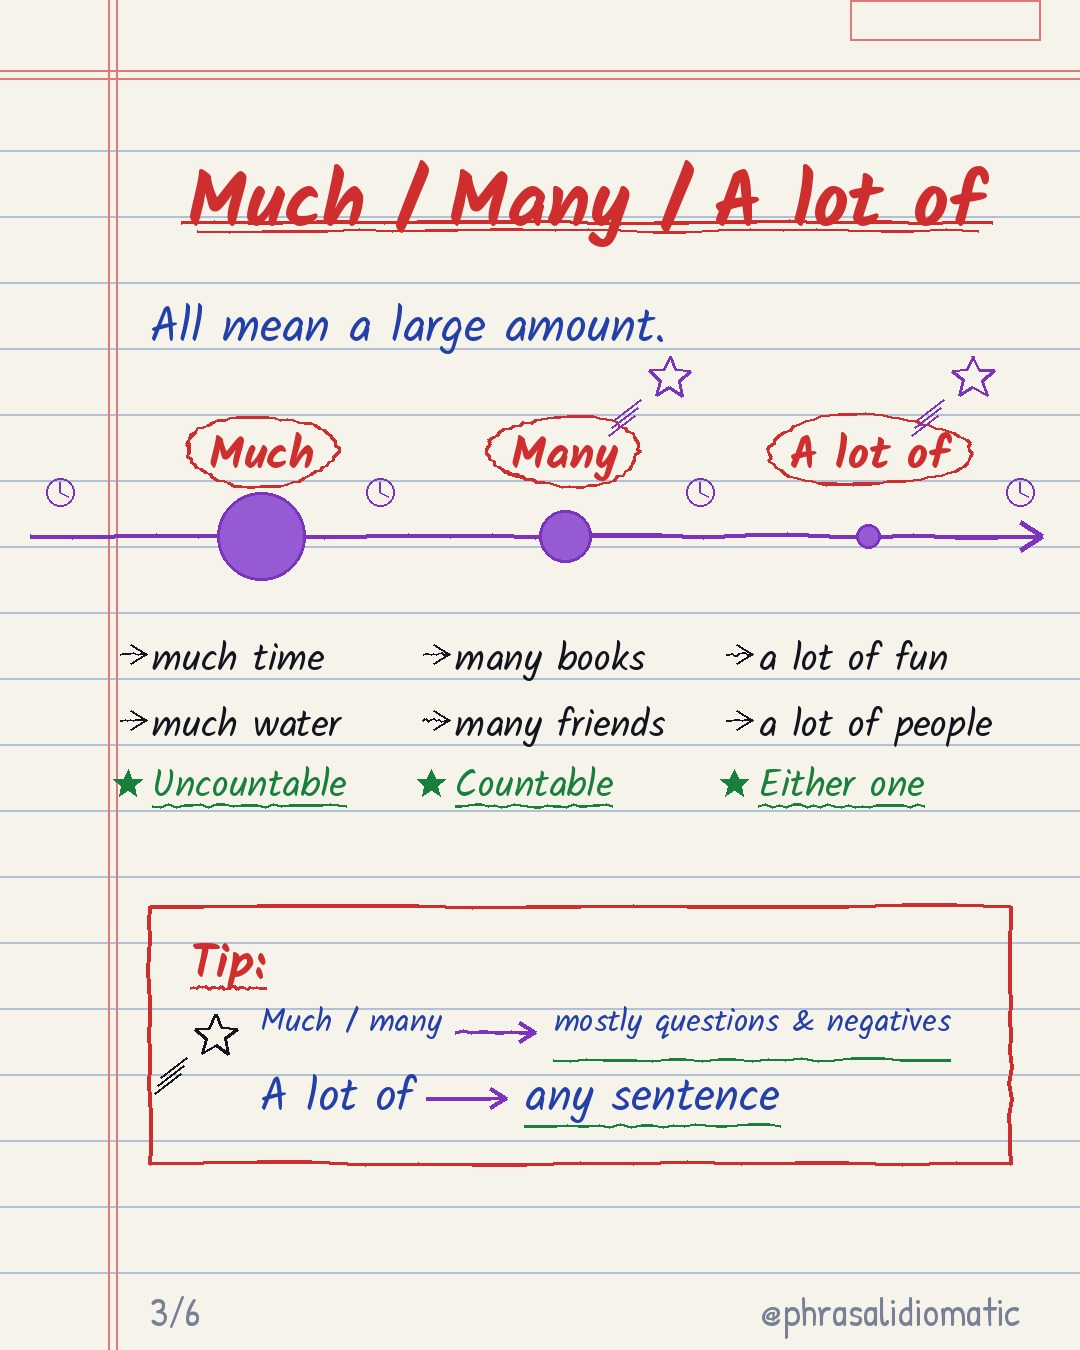 Much / Many / A lot of
All mean a large amount.
Much Many A lot of
much time many books a lot of fun
much water many friends a lot of people
Uncountable Countable Either one
Tip:
Much / many mostly questions & negatives
A lot of any sentence
3/6 @phrasalidiomatic